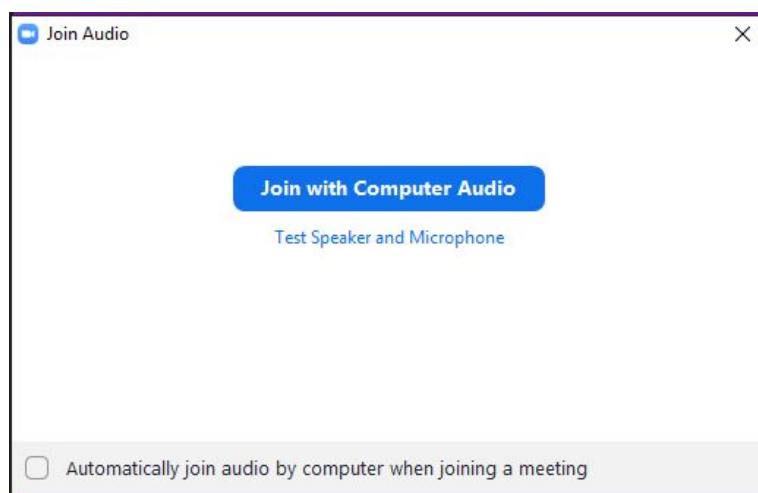 Join Audio
Join with Computer Audio
Test Speaker and Microphone
Automatically join audio by computer when joining a meeting